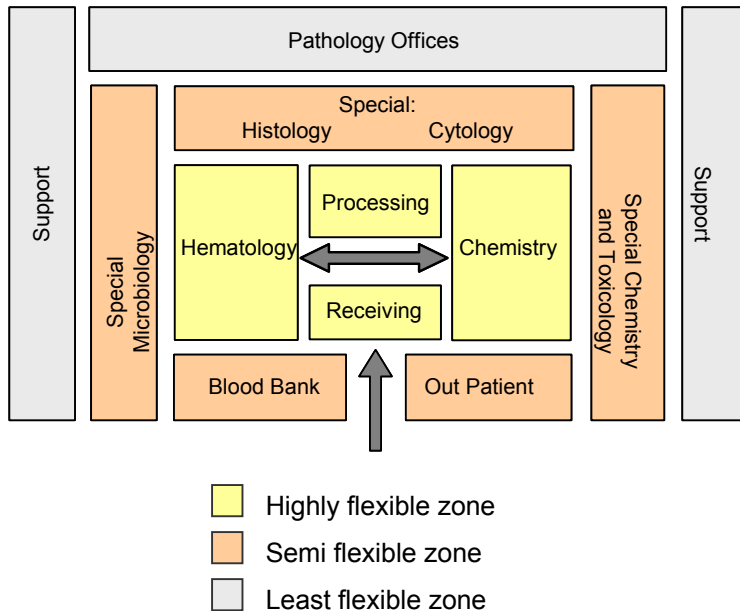 Pathology Offices
Support
Special:
Histology Cytology
Special
Microbiology
Hematology
Processing
Chemistry
Receiving
Special Chemistry
and Toxicology
Support
Blood Bank
Out Patient
Highly flexible zone
Semi flexible zone
Least flexible zone